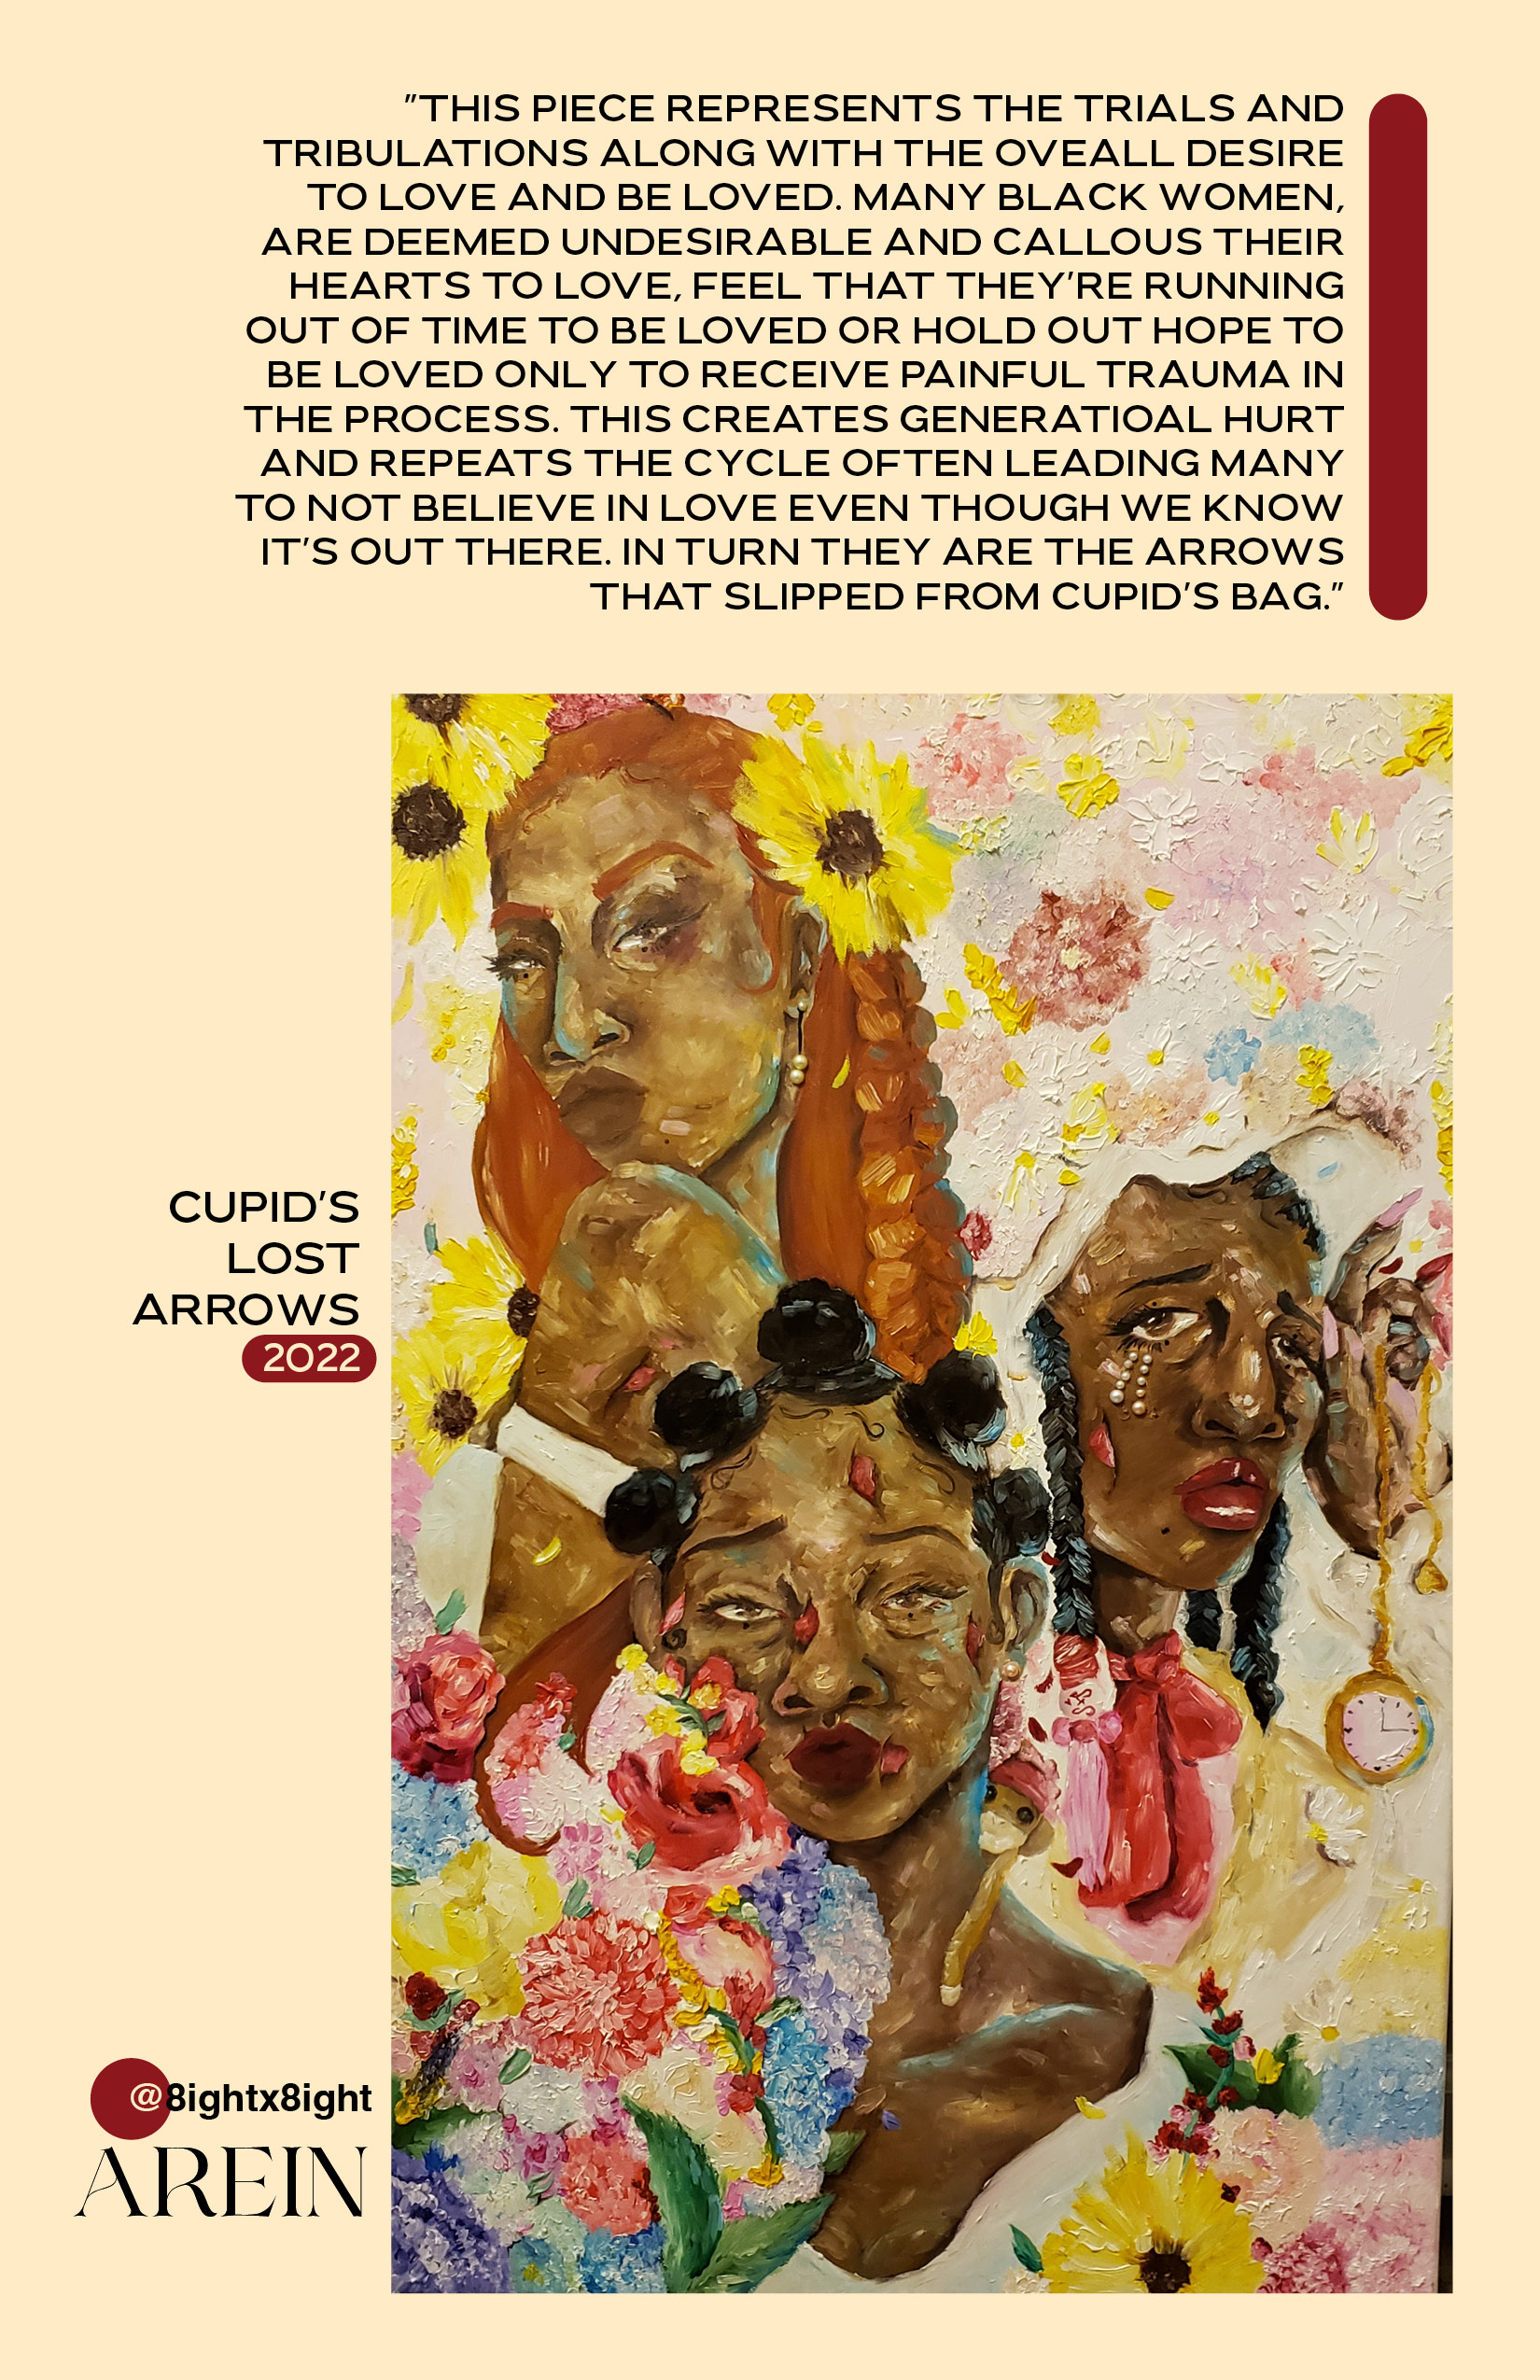 "THIS PIECE REPRESENTS THE TRIALS AND
TRIBULATIONS ALONG WITH THE OVEALL DESIRE
TO LOVE AND BE LOVED. MANY BLACK WOMEN,
ARE DEEMED UNDESIRABLE AND CALLOUS THEIR
HEARTS TO LOVE, FEEL THAT THEY'RE RUNNING
OUT OF TIME TO BE LOVED OR HOLD OUT HOPE TO
BE LOVED ONLY TO RECEIVE PAINFUL TRAUMA IN
THE PROCESS. THIS CREATES GENERATIOAL HURT
AND REPEATS THE CYCLE OFTEN LEADING MANY
TO NOT BELIEVE IN LOVE EVEN THOUGH WE KNOW
IT'S OUT THERE. IN TURN THEY ARE THE ARROWS
THAT SLIPPED FROM CUPID'S BAG."
CUPID'S
LOST
ARROWS
2022
@8ightx8ight
AREIN